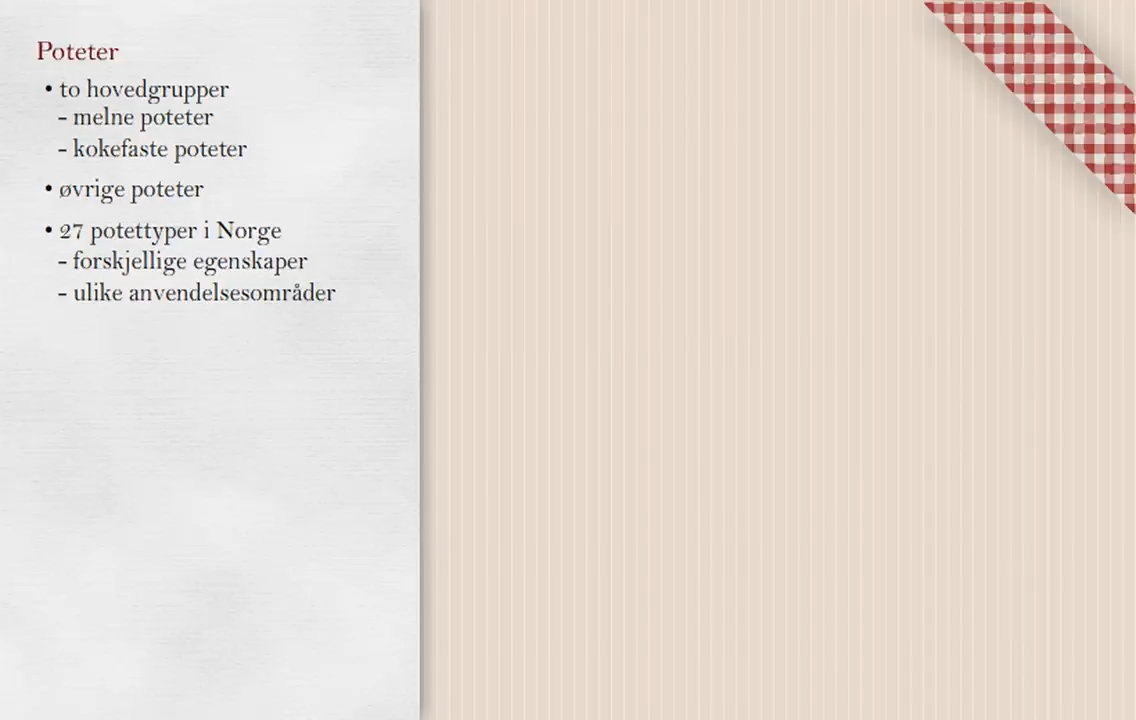 Poteter
• to hovedgrupper
- melne poteter
- kokefaste poteter
• øvrige poteter
• 27 potettyper i Norge
- forskjellige egenskaper
- ulike anvendelsesområder